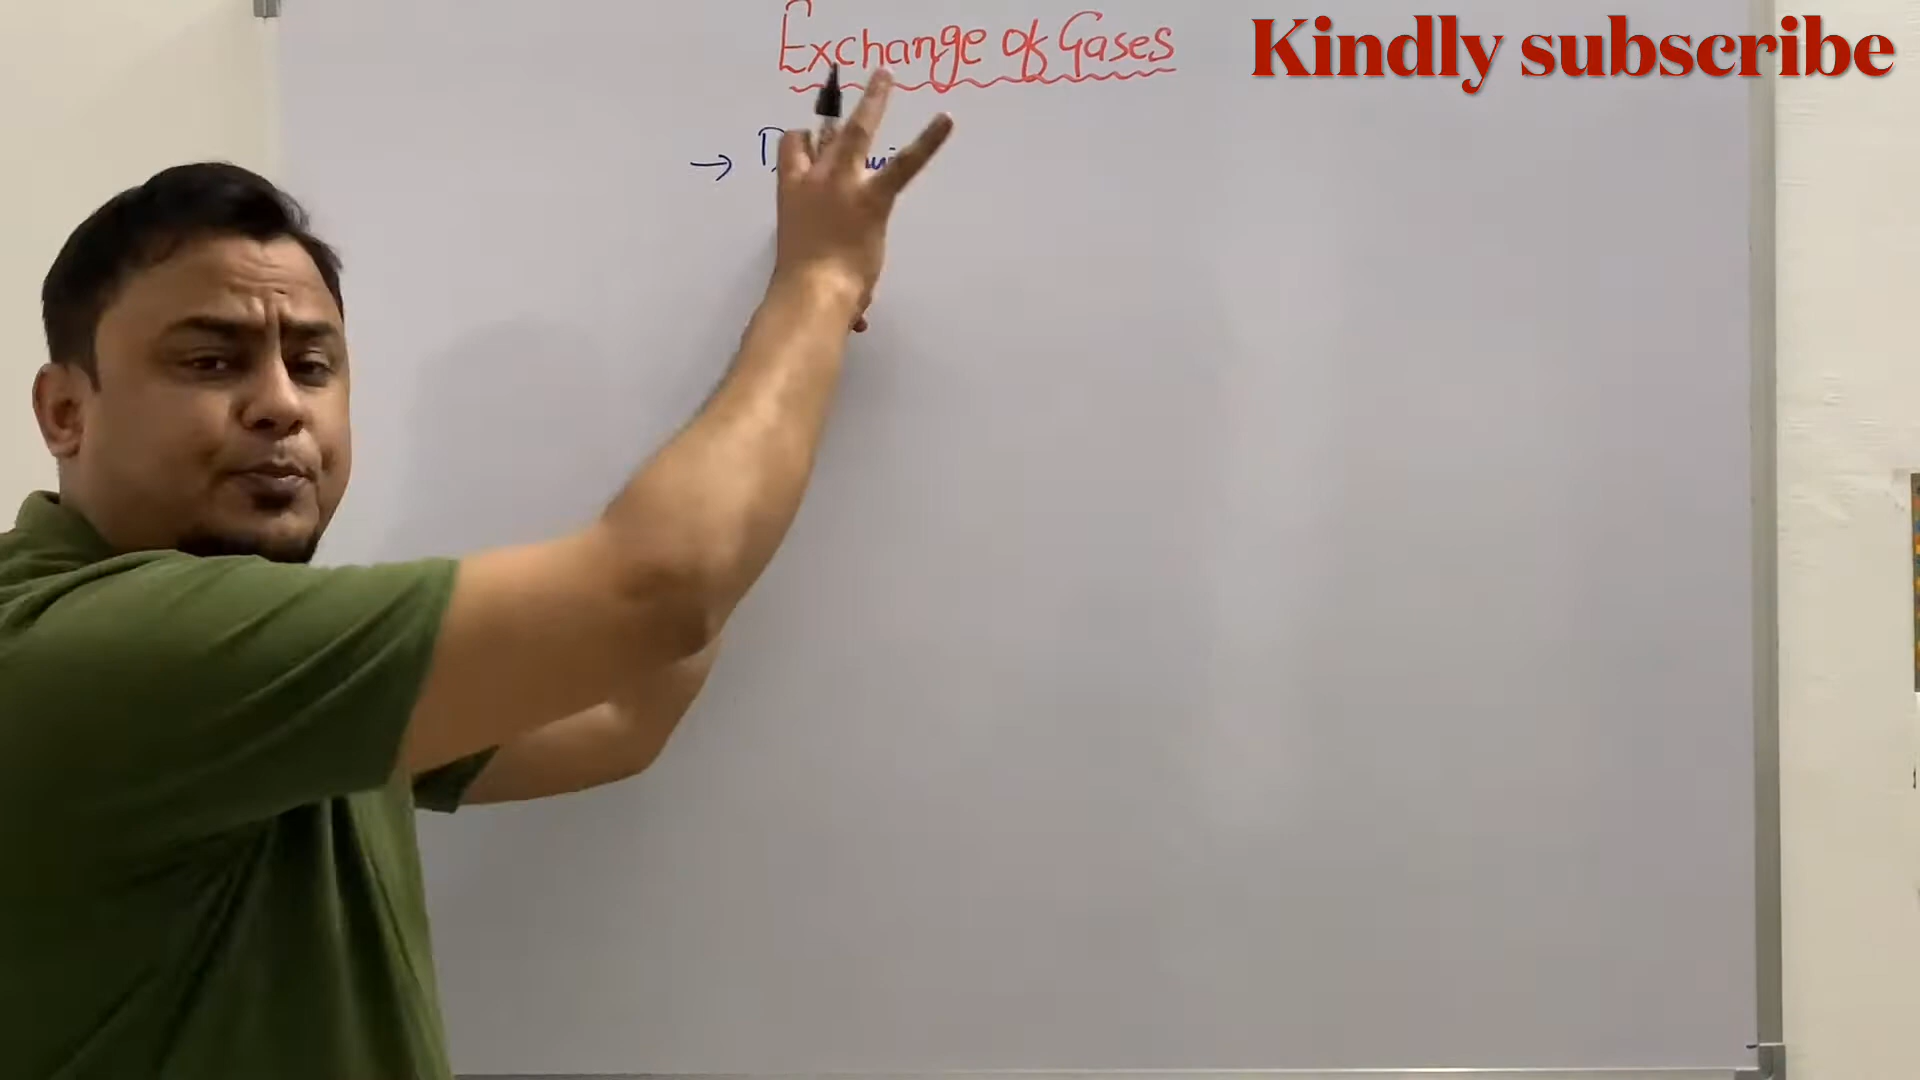 Exchange of Gases
Kindly subscribe
→